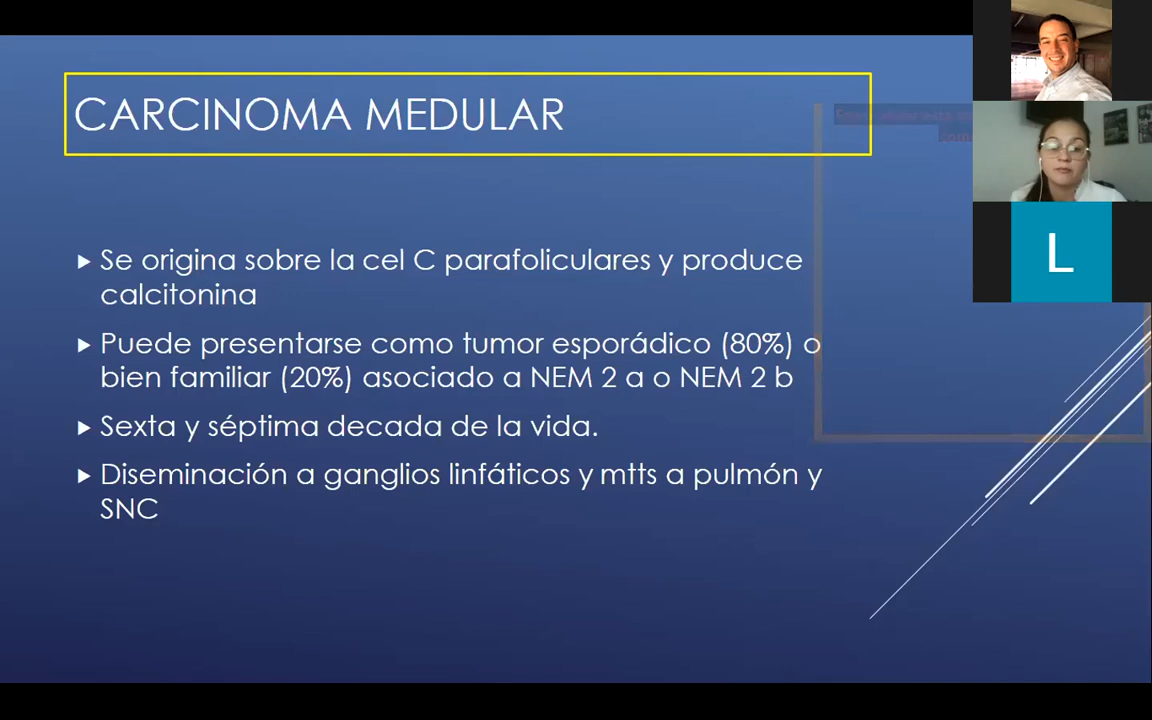 CARCINOMA MEDULAR
Se origina sobre la cel C parafoliculares y produce
calcitonina
Puede presentarse como tumor esporádico (80%) o
bien familiar (20%) asociado a NEM 2 a o NEM 2 b
Sexta y séptima decada de la vida.
Diseminación a ganglios linfáticos y mtts a pulmón y
SNC
L